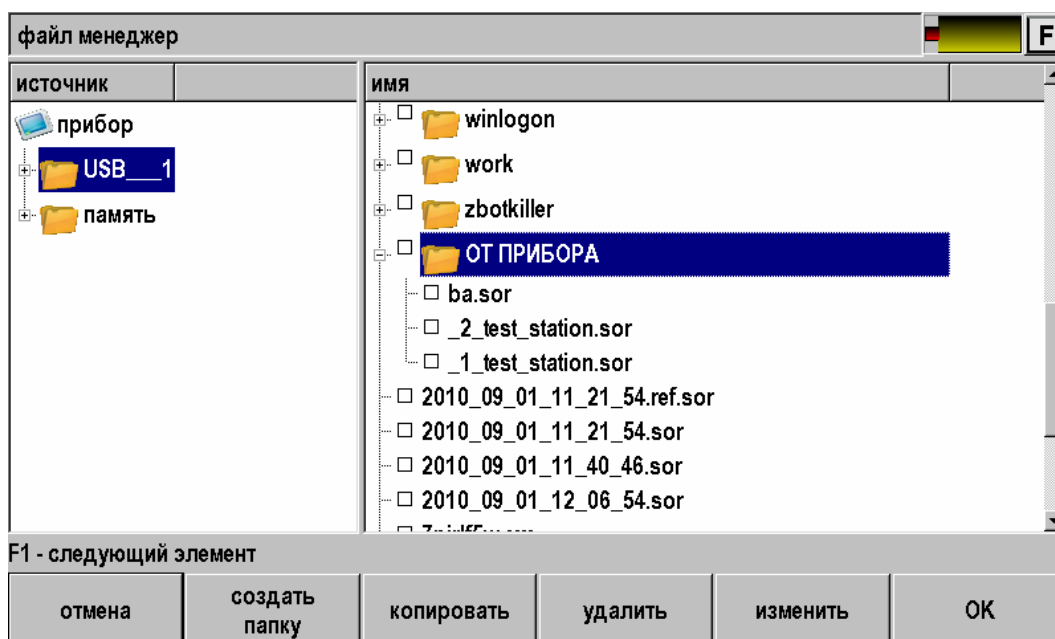 файл менеджер
F
источник
имя
прибор
USB___1
память
winlogon
work
zbotkiller
ОТ ПРИБОРА
ba.sor
_2_test_station.sor
_1_test_station.sor
2010_09_01_11_21_54.ref.sor
2010_09_01_11_21_54.sor
2010_09_01_11_40_46.sor
2010_09_01_12_06_54.sor
F1 - следующий элемент
отмена
создать
папку
копировать
удалить
изменить
OK